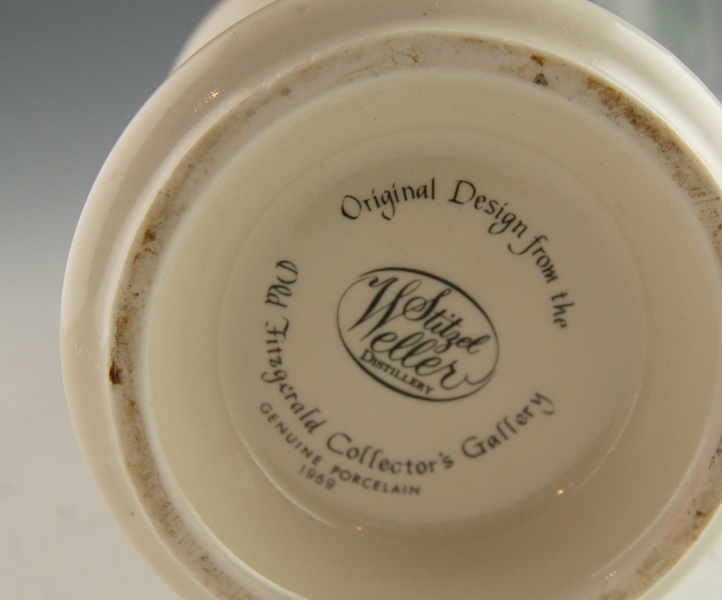 Original Design from the
Old Fitzgerald Collector's Gallery
Stitzel
Weller
DISTILLERY
GENUINE PORCELAIN
1969